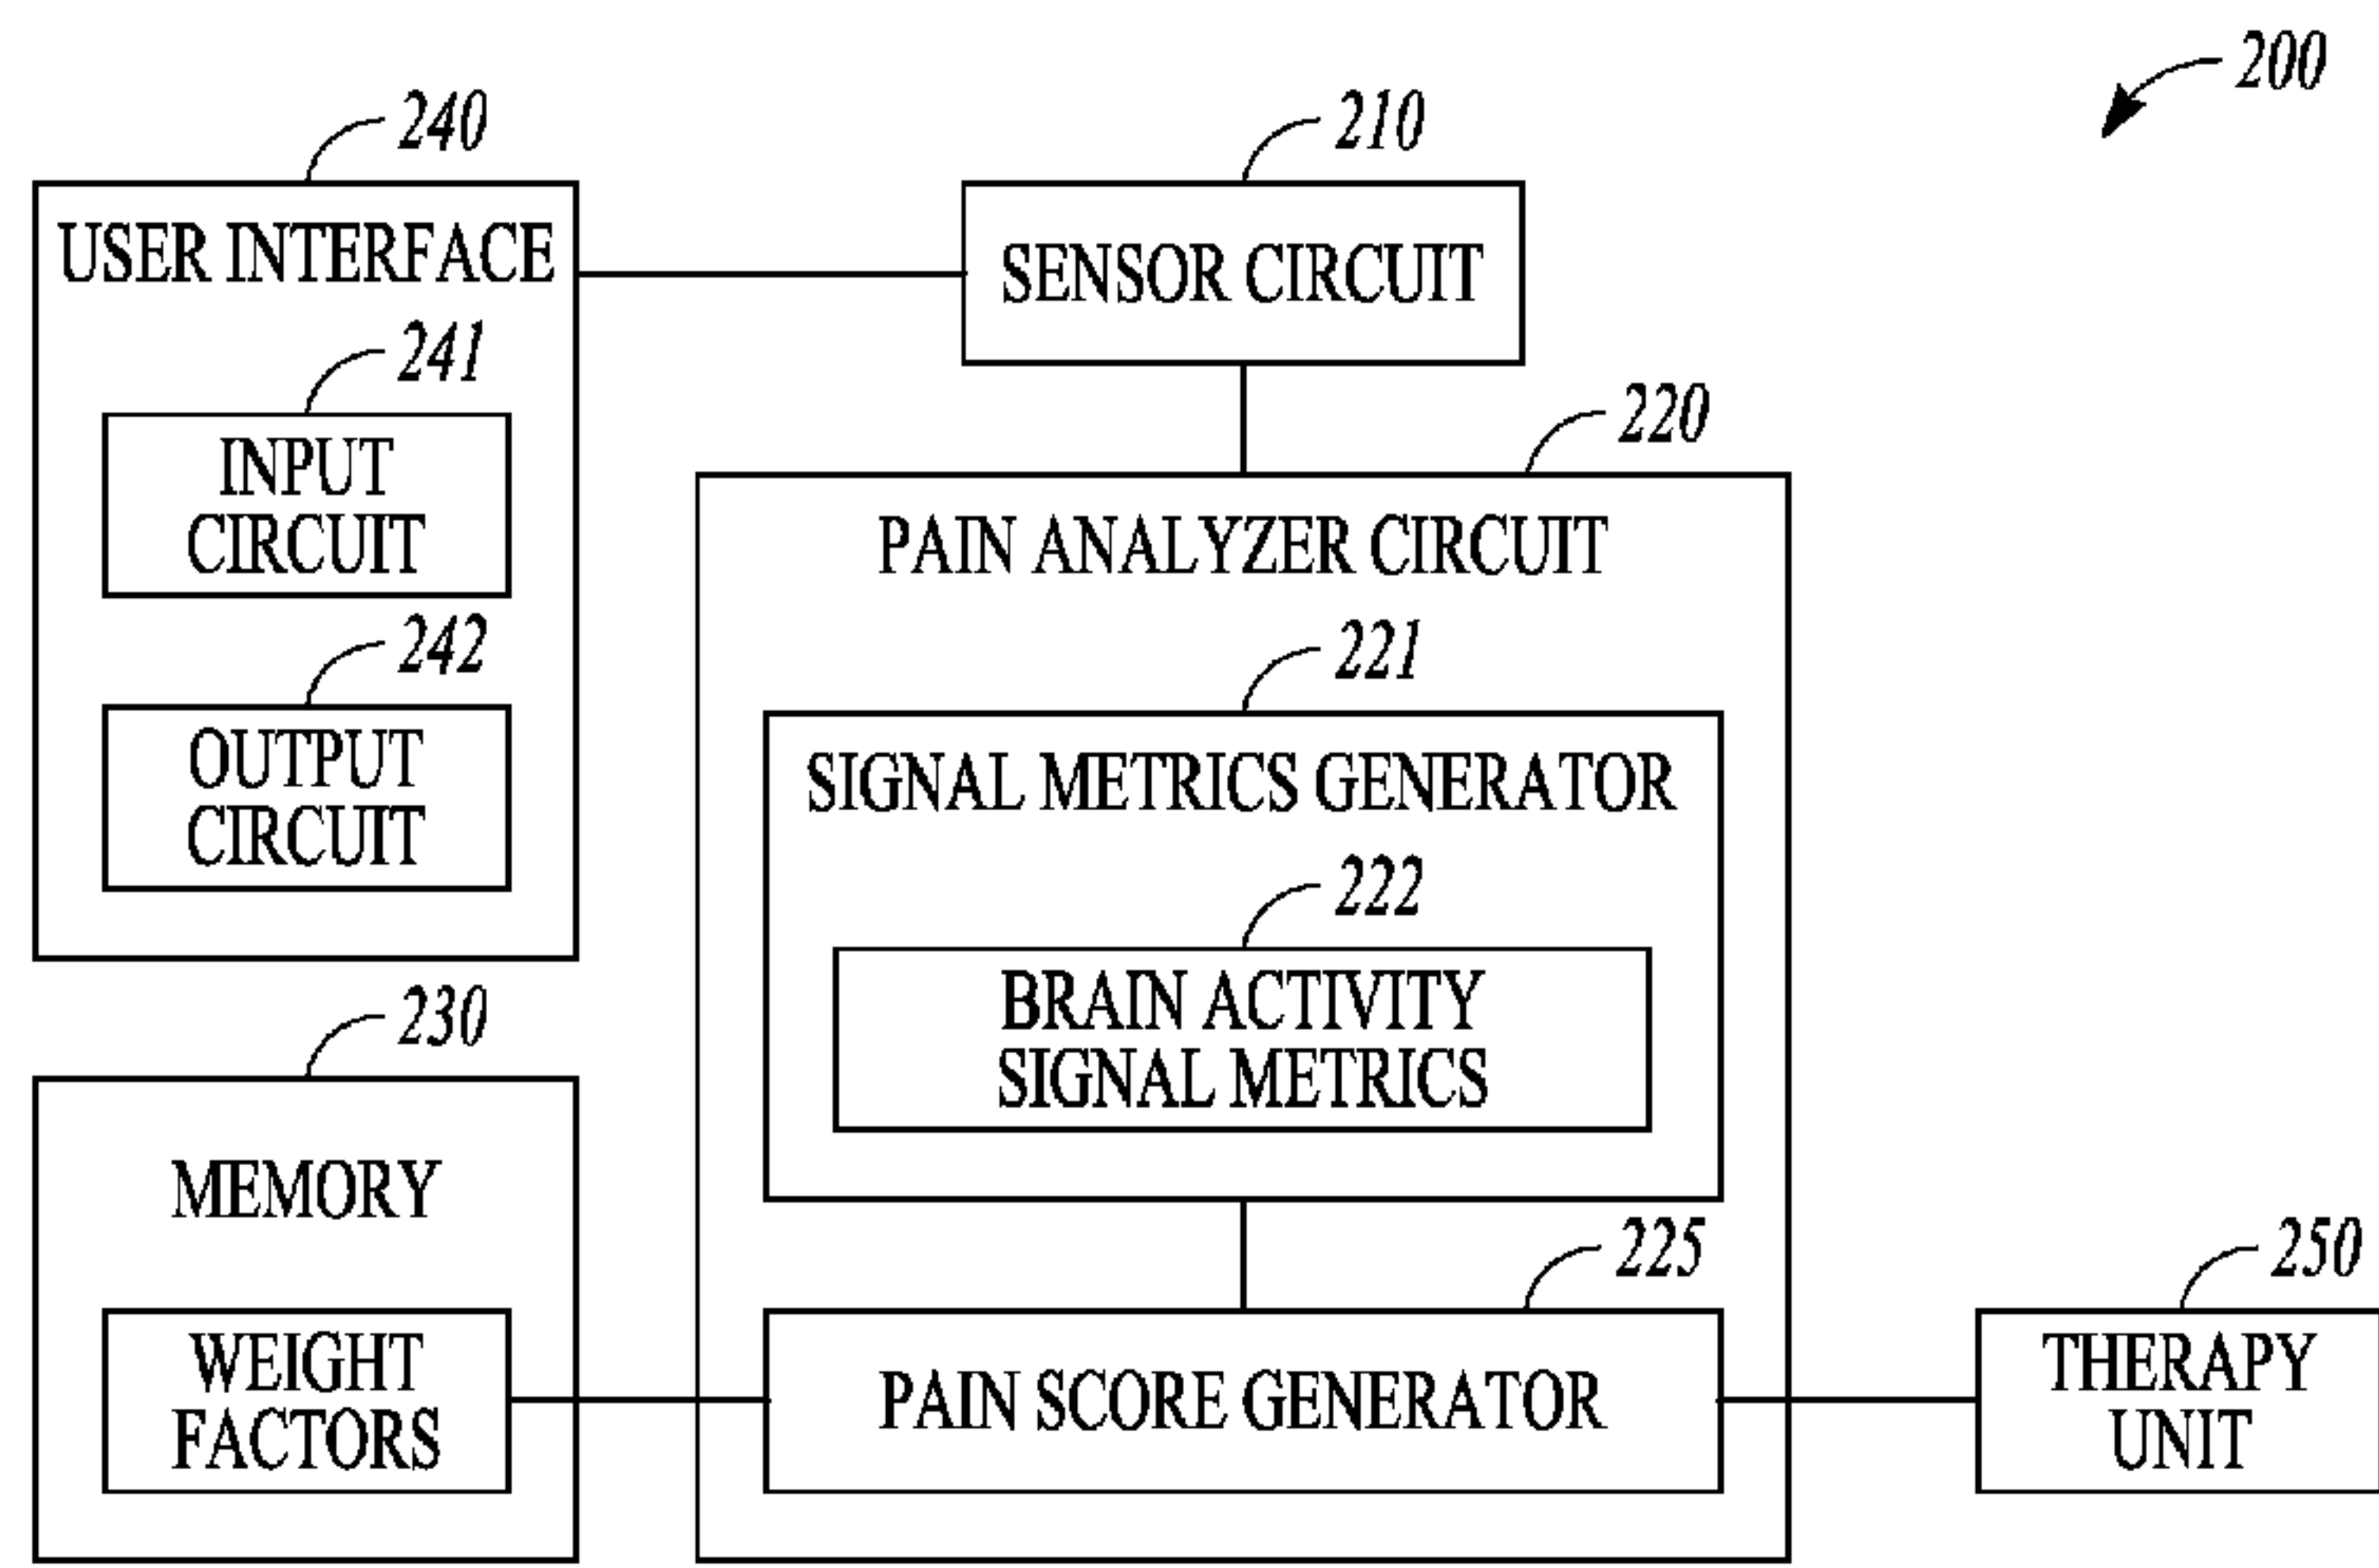 200
240
210
USER INTERFACE
SENSOR CIRCUIT
241
INPUT
CIRCUIT
220
PAIN ANALYZER CIRCUIT
242
OUTPUT
CIRCUIT
221
SIGNAL METRICS GENERATOR
222
BRAIN ACTIVITY
SIGNAL METRICS
230
MEMORY
WEIGHT
FACTORS
225
PAIN SCORE GENERATOR
250
THERAPY
UNIT